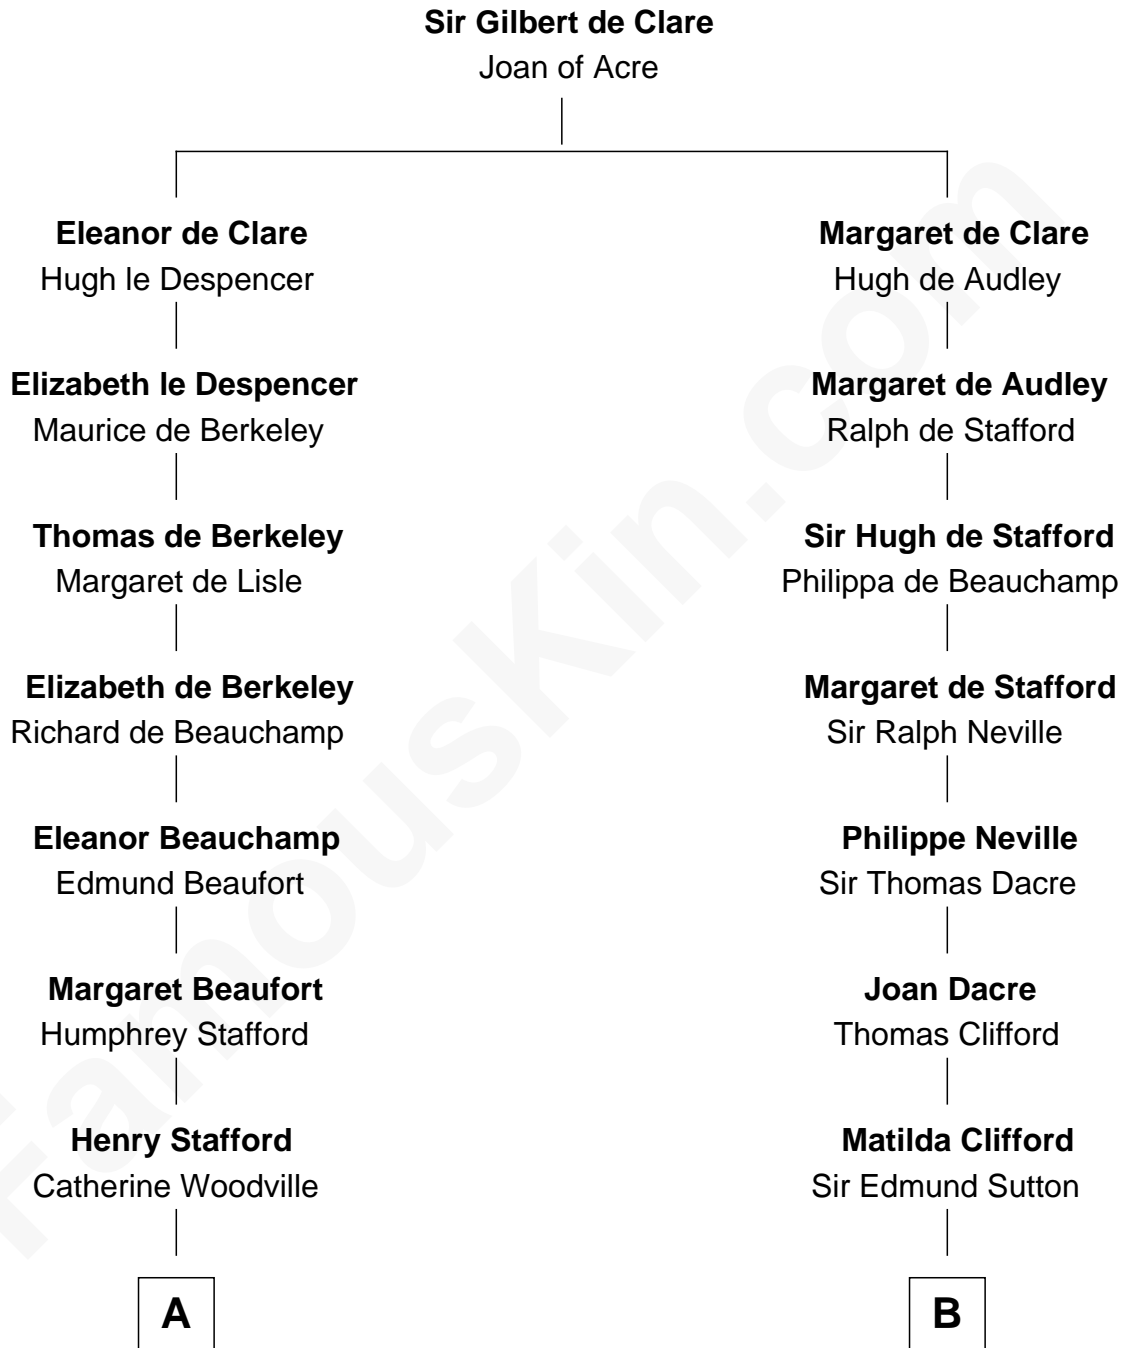 Sir Gilbert de Clare
Joan of Acre
Eleanor de Clare
Hugh le Despencer
Margaret de Clare
Hugh de Audley
Elizabeth le Despencer
Maurice de Berkeley
Margaret de Audley
Ralph de Stafford
Thomas de Berkeley
Margaret de Lisle
Sir Hugh de Stafford
Philippa de Beauchamp
Elizabeth de Berkeley
Richard de Beauchamp
Margaret de Stafford
Sir Ralph Neville
Eleanor Beauchamp
Edmund Beaufort
Philippe Neville
Sir Thomas Dacre
Margaret Beaufort
Humphrey Stafford
Joan Dacre
Thomas Clifford
Henry Stafford
Catherine Woodville
Matilda Clifford
Sir Edmund Sutton
A
B
FamousKin.com